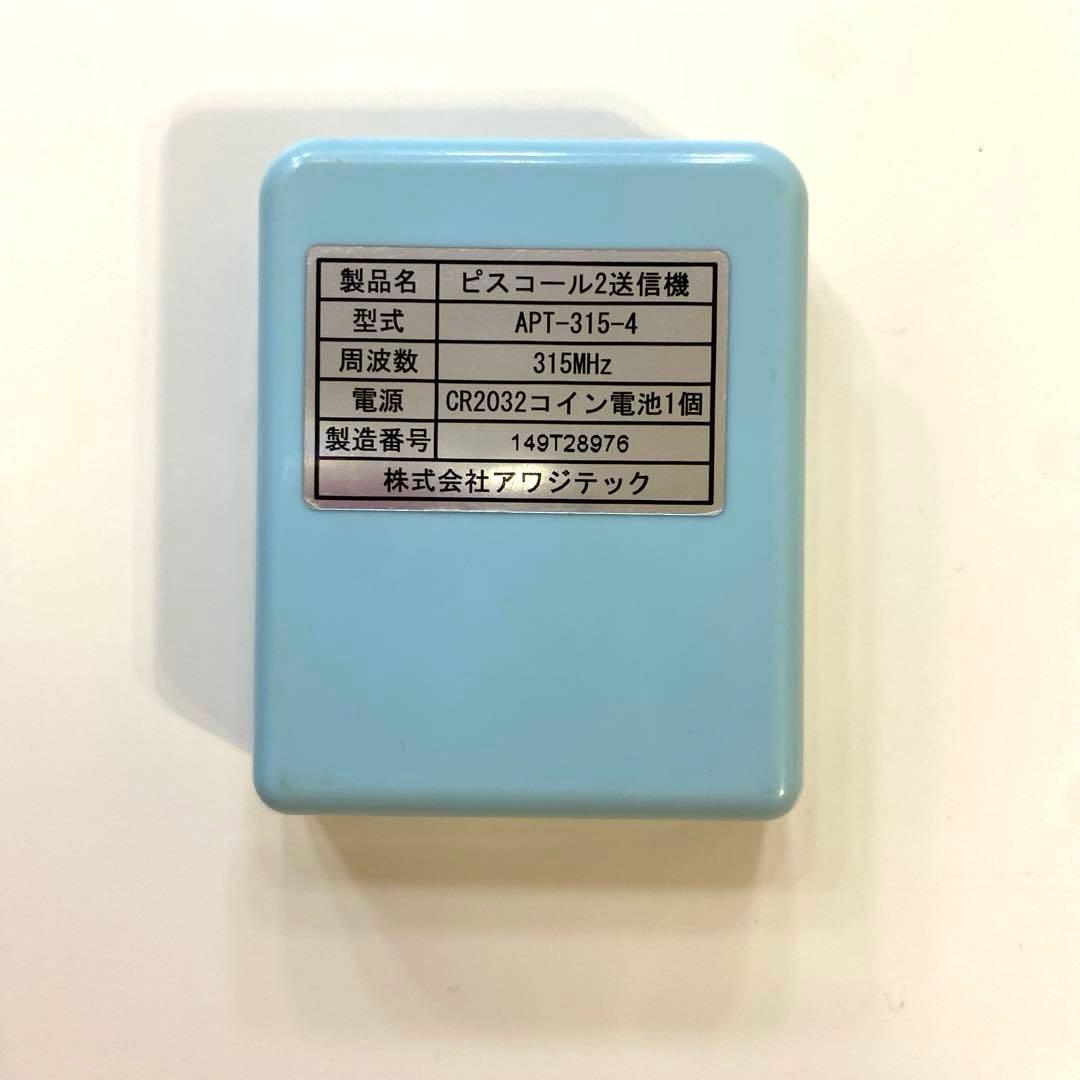 製品名 ピスコール2送信機
型式 APT-315-4
周波数 315MHz
電源 CR2032コイン電池1個
製造番号 149T28976
株式会社アワジテック